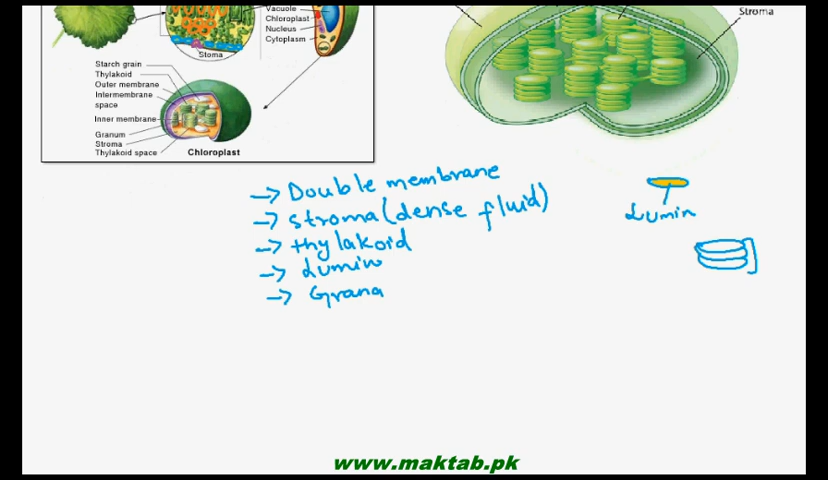 Vacuole
Chloroplast
Nucleus
Cytoplasm
Stoma
Stroma
Starch grain
Thylakoid
Outer membrane
Intermembrane
space
Inner membrane
Granum
Stroma
Thylakoid space
Chloroplast
→ Double membrane
→ stroma (dense fluid)
→ thylakoid
→ Lumin
→ Grana
Lumin
www.maktab.pk